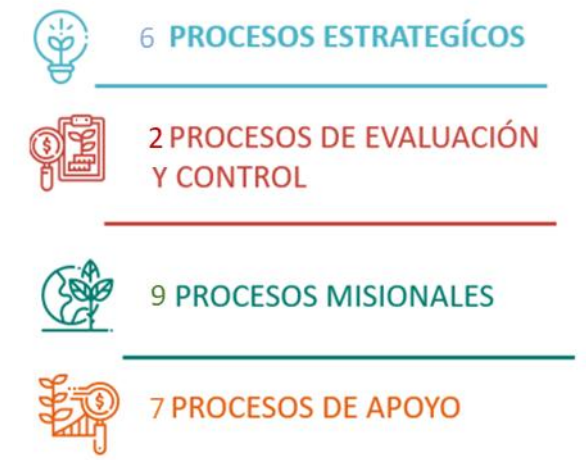 6 PROCESOS ESTRATEGÍCOS
2 PROCESOS DE EVALUACIÓN
Y CONTROL
9 PROCESOS MISIONALES
7 PROCESOS DE APOYO